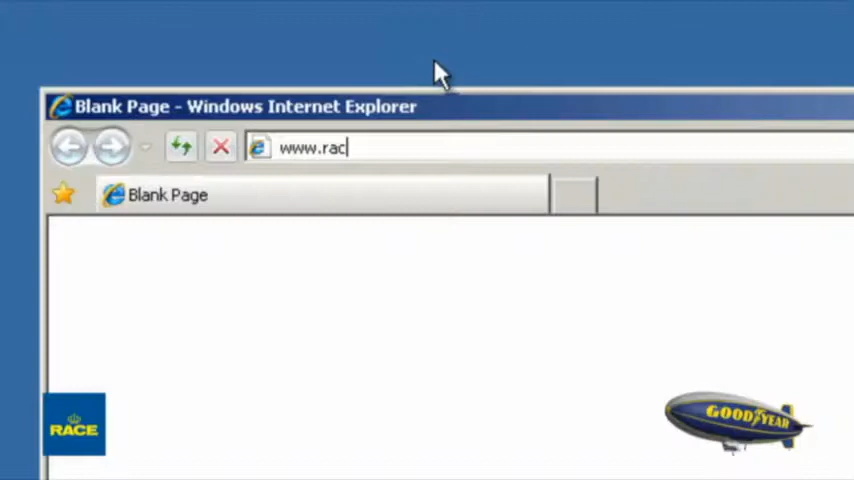 Blank Page - Windows Internet Explorer
www.rac
Blank Page
RACE
GOODYEAR